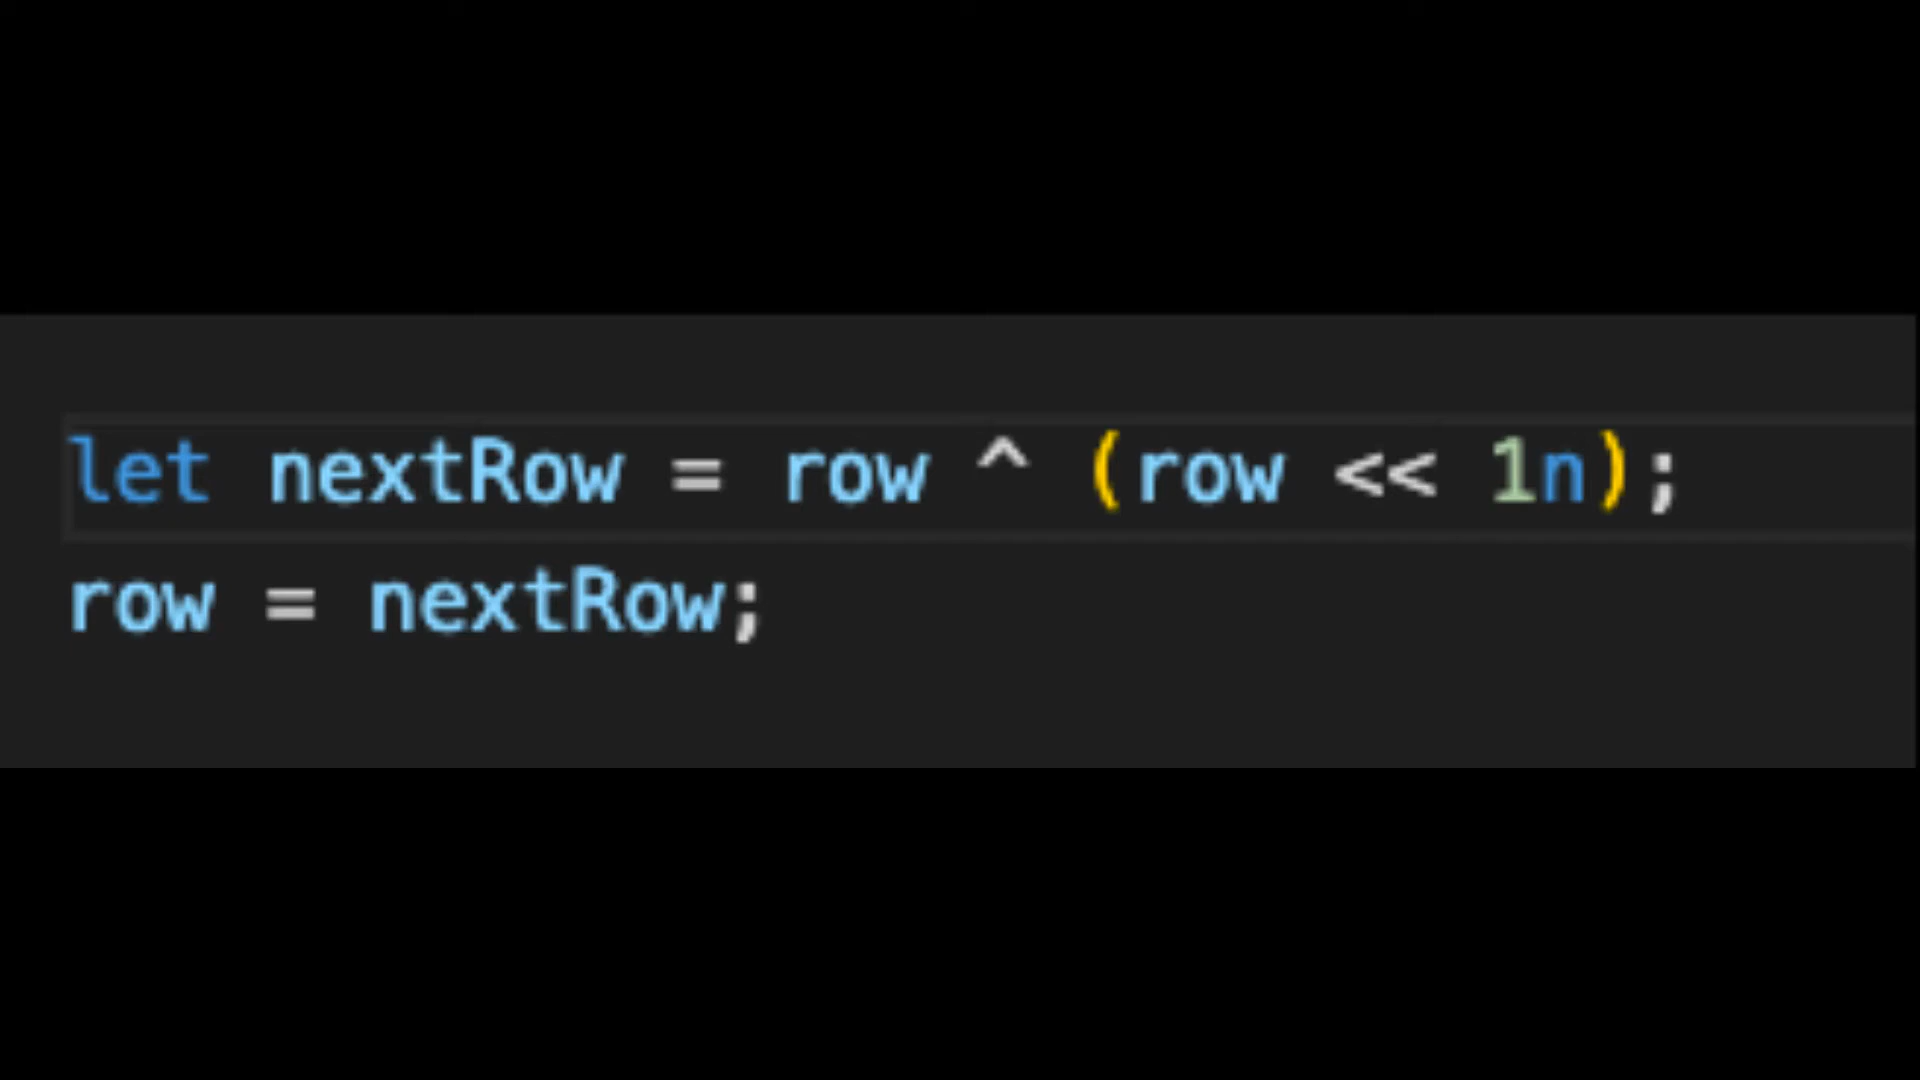 let nextRow = row ^ (row << 1n);
row = nextRow;